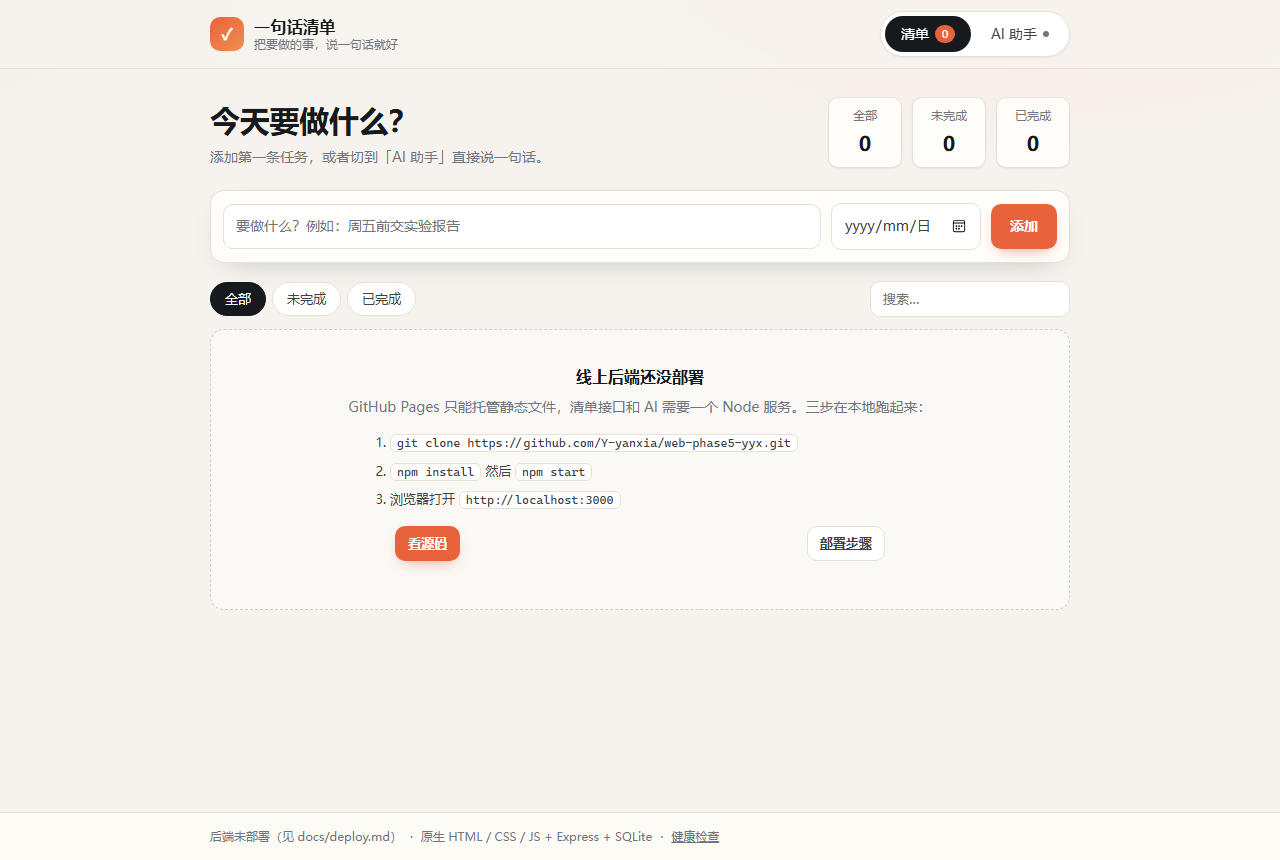 一句话清单
把要做的事，说一句话就好
清单 0
AI 助手
今天要做什么？
添加第一条任务，或者切到「AI 助手」直接说一句话。
全部
0
未完成
0
已完成
0
要做什么？例如：周五前交实验报告
yyyy/mm/日
添加
全部
未完成
已完成
搜索...
线上后端还没部署
GitHub Pages 只能托管静态文件，清单接口和 AI 需要一个 Node 服务。三步在本地跑起来：
1. git clone https://github.com/Y-yanxia/web-phase5-yyx.git
2. npm install 然后 npm start
3. 浏览器打开 http://localhost:3000
看源码
部署步骤
后端未部署（见 docs/deploy.md） · 原生 HTML / CSS / JS + Express + SQLite · 健康检查